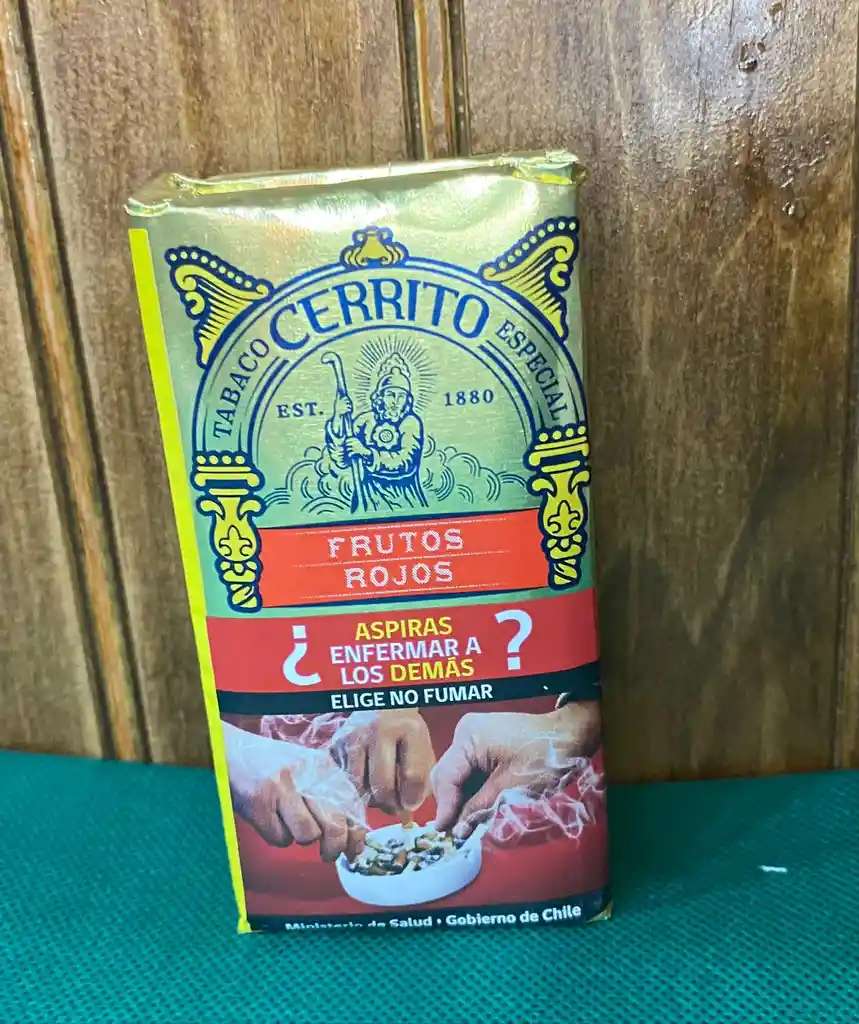 CERRITO
TABACO ESPECIAL
EST. 1880
FRUTOS
ROJOS
¿ ASPIRAS ?
ENFERMAR A
LOS DEMÁS
ELIGE NO FUMAR
Ministerio de Salud • Gobierno de Chile